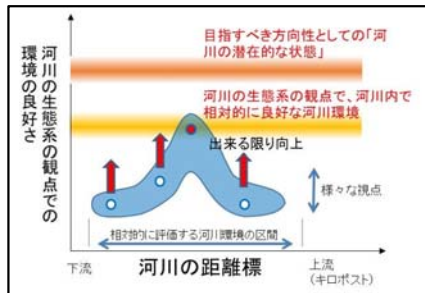 目指すべき方向性としての「河
川の潜在的な状態」
河川の生態系の観点で、河川内で
相対的に良好な河川環境
出来る限り向上
様々な視点
河川の生態系の観点での
環境の良好さ
相対的に評価する河川環境の区間
下流
河川の距離標
上流
(キロポスト)